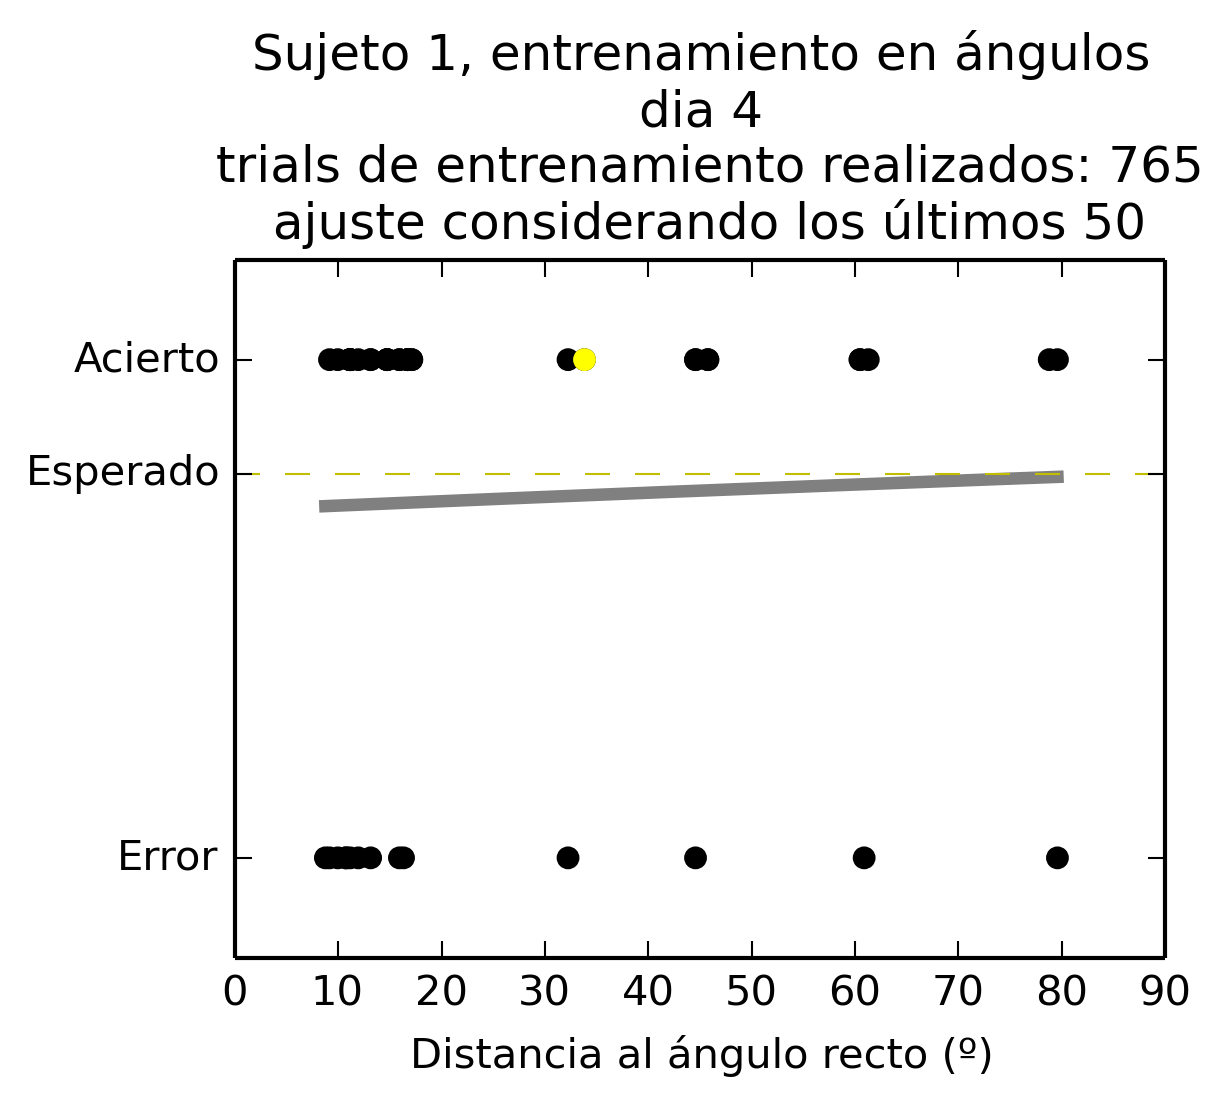 Sujeto 1, entrenamiento en ángulos
dia 4
trials de entrenamiento realizados: 765
ajuste considerando los últimos 50
Acierto
Esperado
Error
0 10 20 30 40 50 60 70 80 90
Distancia al ángulo recto (º)